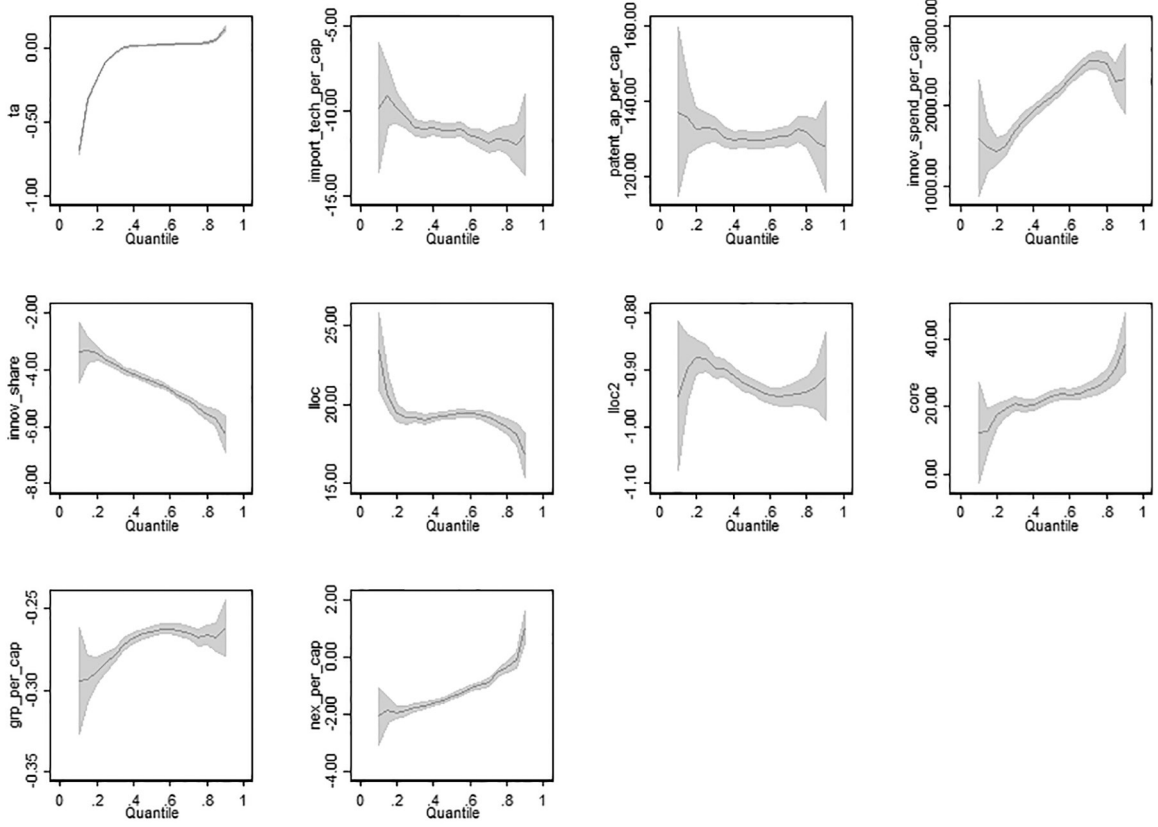 ta
0.00
-0.50
-1.00
0 .2 .4 .6 .8 1
Quantile
import_tech_per_cap
-5.00
-10.00
-15.00
0 .2 .4 .6 .8 1
Quantile
patent_ap_per_cap
160.00
140.00
120.00
0 .2 .4 .6 .8 1
Quantile
innov_spend_per_cap
30000.00
20000.00
10000.00
0 .2 .4 .6 .8 1
Quantile
innov_share
-2.00
-4.00
-6.00
-8.00
0 .2 .4 .6 .8 1
Quantile
lloc
25.00
20.00
15.00
0 .2 .4 .6 .8 1
Quantile
lloc2
-0.80
-0.90
-1.00
-1.10
0 .2 .4 .6 .8 1
Quantile
core
40.00
20.00
0.00
0 .2 .4 .6 .8 1
Quantile
grp_per_cap
-0.25
-0.30
-0.35
0 .2 .4 .6 .8 1
Quantile
nex_per_cap
2.00
0.00
-2.00
-4.00
0 .2 .4 .6 .8 1
Quantile